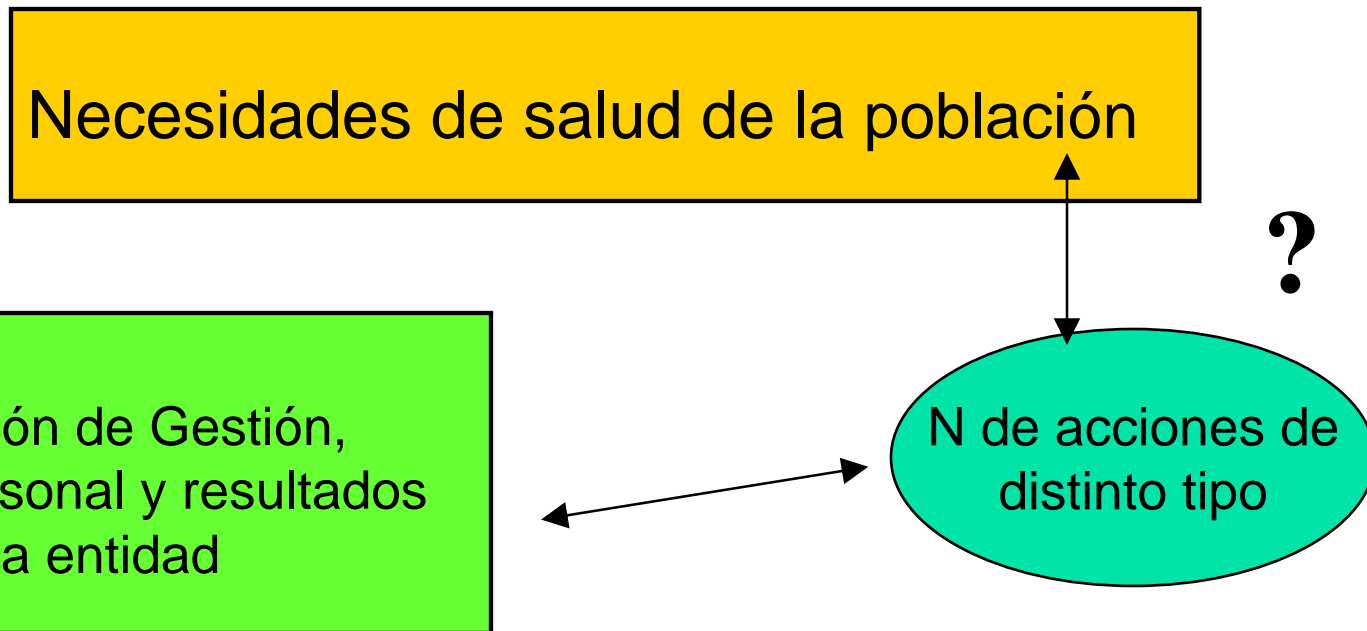 Necesidades de salud de la población
?
ón de Gestión,
sonal y resultados
a entidad
N de acciones de
distinto tipo